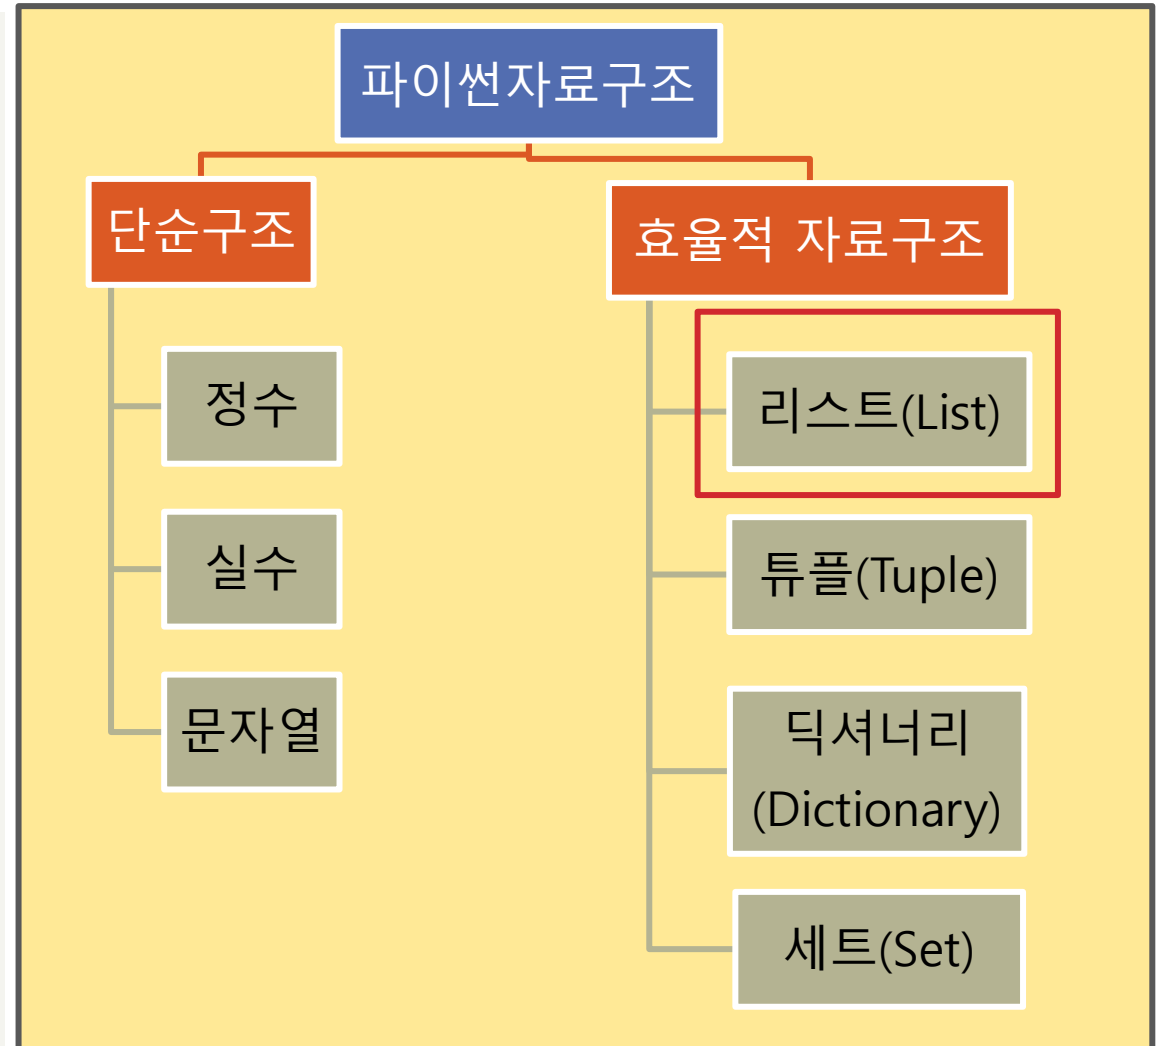 파이썬자료구조
단순구조
정수
실수
문자열
효율적 자료구조
리스트(List)
튜플(Tuple)
딕셔너리
(Dictionary)
세트(Set)